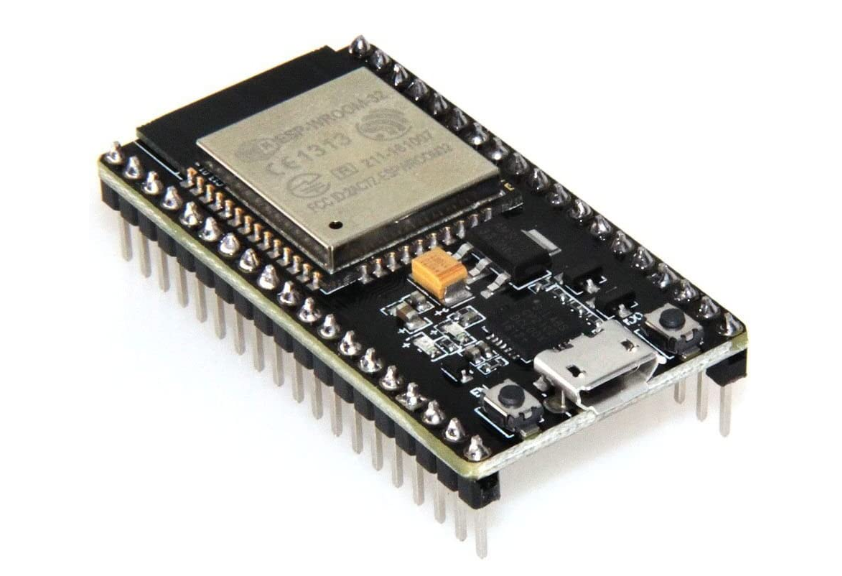 ESP-WROOM-32
CE1313
R 211-161007
FCC ID:2AC7Z-ESPWROOM32